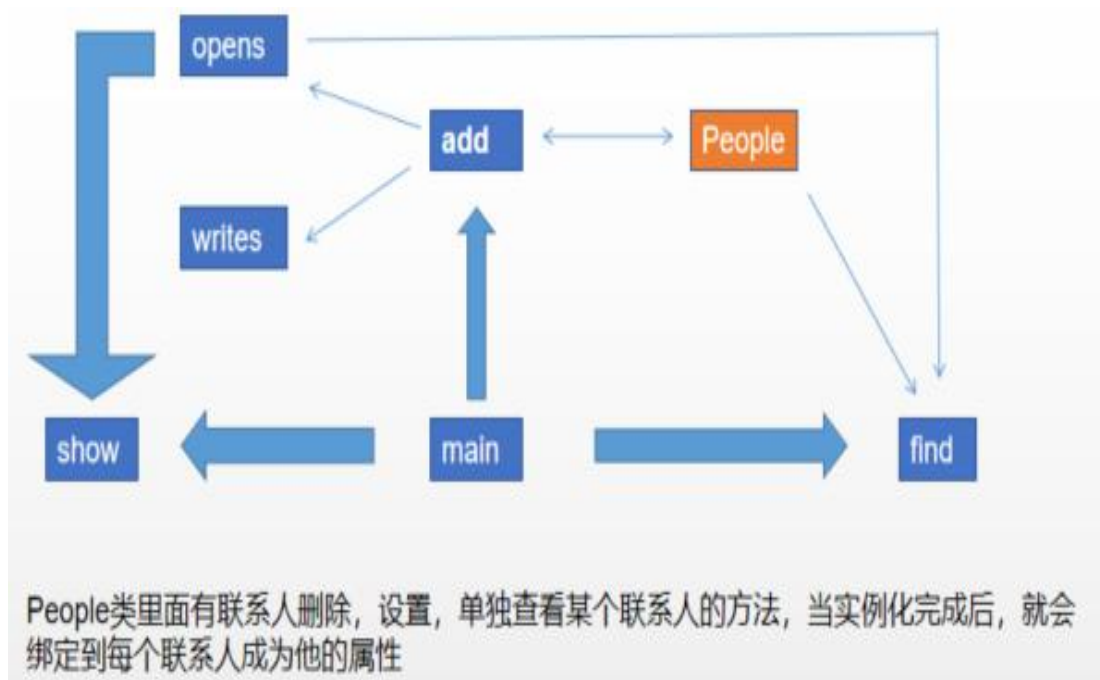 opens
add
People
writes
show
main
find
People类里面有联系人删除，设置，单独查看某个联系人的方法，当实例化完成后，就会
绑定到每个联系人成为他的属性